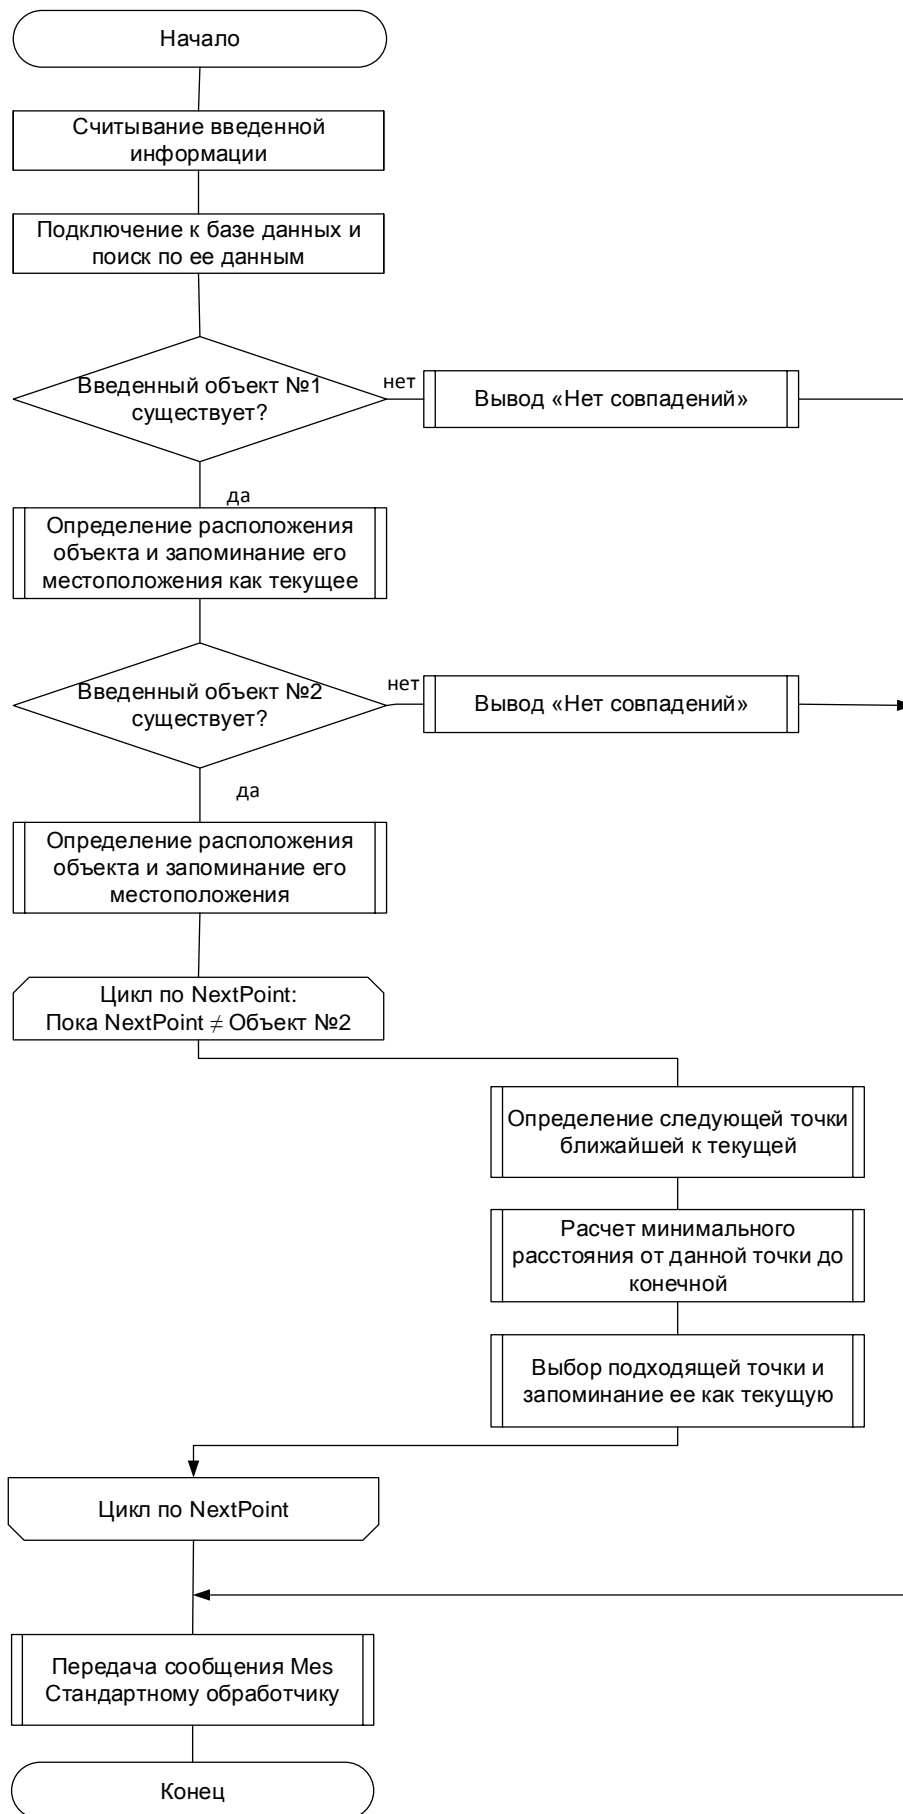 Начало
Считывание введенной
информации
Подключение к базе данных и
поиск по ее данным
Введенный объект №1
существует?
нет
Вывод «Нет совпадений»
да
Определение расположения
объекта и запоминание его
местоположения как текущее
Введенный объект №2
существует?
нет
Вывод «Нет совпадений»
да
Определение расположения
объекта и запоминание его
местоположения
Цикл по NextPoint:
Пока NextPoint ≠ Объект №2
Определение следующей точки
ближайшей к текущей
Расчет минимального
расстояния от данной точки до
конечной
Выбор подходящей точки и
запоминание ее как текущую
Цикл по NextPoint
Передача сообщения Mes
Стандартному обработчику
Конец